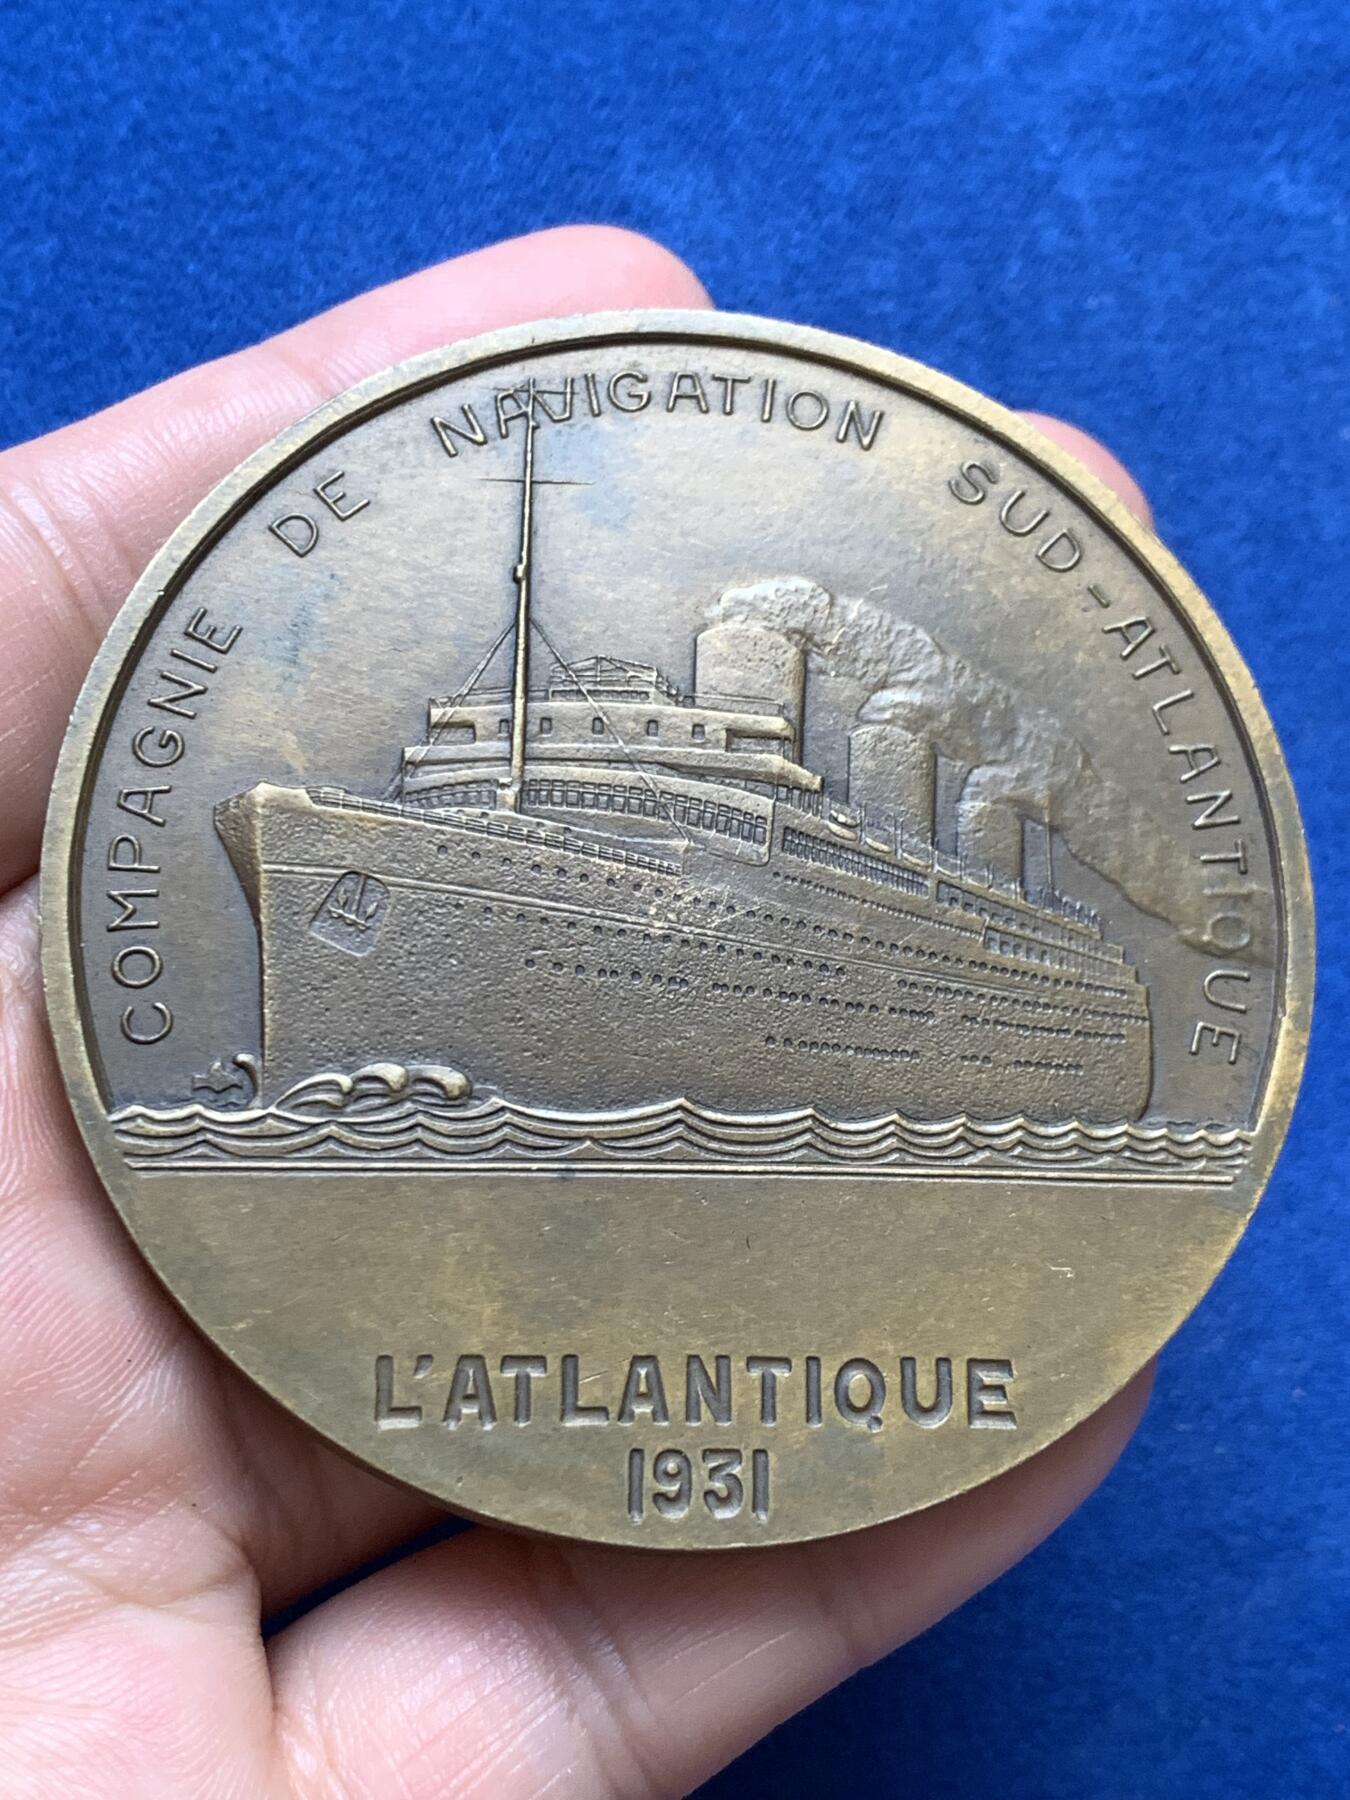 COMPAGNIE DE NAVIGATION SUD-ATLANTIQUE
L'ATLANTIQUE
1931